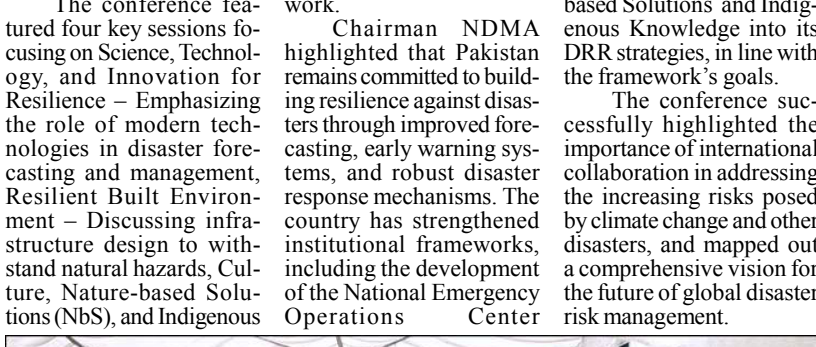 The conference fea-
tured four key sessions fo-
cusing on Science, Technol-
ogy, and Innovation for
Resilience – Emphasizing
the role of modern tech-
nologies in disaster fore-
casting and management,
Resilient Built Environ-
ment – Discussing infra-
structure design to with-
stand natural hazards, Cul-
ture, Nature-based Solu-
tions (NbS), and Indigenous
work.
Chairman NDMA
highlighted that Pakistan
remains committed to build-
ing resilience against disas-
ters through improved fore-
casting, early warning sys-
tems, and robust disaster
response mechanisms. The
country has strengthened
institutional frameworks,
including the development
of the National Emergency
Operations Center
based Solutions and Indig-
enous Knowledge into its
DRR strategies, in line with
the framework's goals.
The conference suc-
cessfully highlighted the
importance of international
collaboration in addressing
the increasing risks posed
by climate change and other
disasters, and mapped out
a comprehensive vision for
the future of global disaster
risk management.